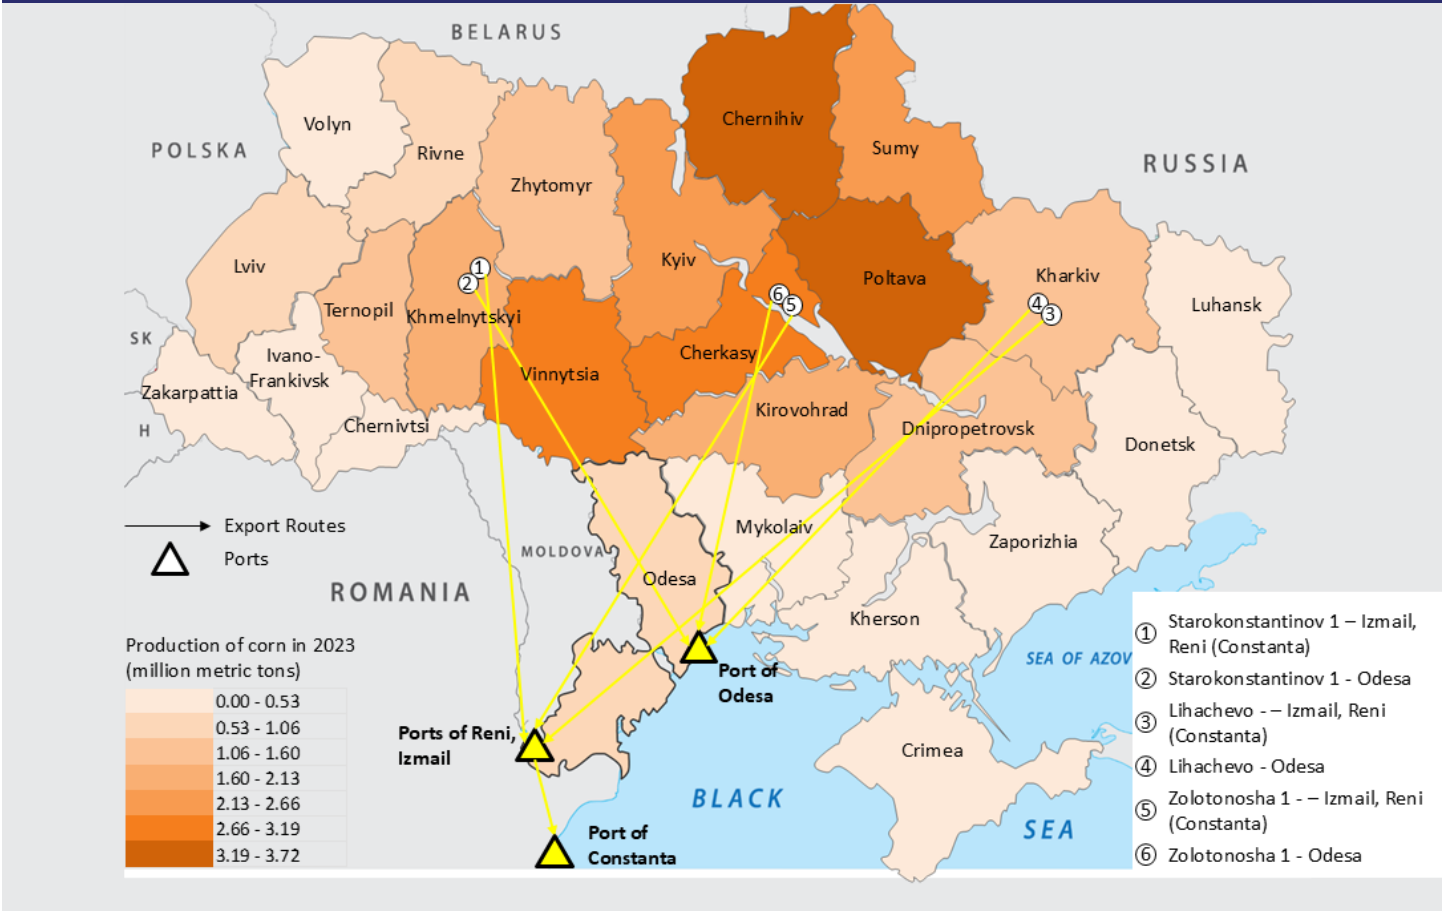 BELARUS
POLSKA
RUSSIA
Volyn
Rivne
Zhytomyr
Chernihiv
Sumy
Lviv
Ternopil
Khmelnytskyi
Kyiv
Poltava
Kharkiv
Luhansk
1
2
6
5
4
3
SK
Ivano-
Frankivsk
Zakarpattia
Cherkasy
Vinnytsia
Kirovohrad
Dnipropetrovsk
Donetsk
H
Chernivtsi
Export Routes
Ports
MOLDOVA
ROMANIA
Odesa
Mykolaiv
Zaporizhia
Kherson
SEA OF AZOV
Port of
Odesa
Ports of Reni,
Izmail
Crimea
BLACK
SEA
Port of
Constanta
Production of corn in 2023
(million metric tons)
0.00 - 0.53
0.53 - 1.06
1.06 - 1.60
1.60 - 2.13
2.13 - 2.66
2.66 - 3.19
3.19 - 3.72
1 Starokonstantinov 1 – Izmail,
Reni (Constanta)
2 Starokonstantinov 1 - Odesa
3 Lihachevo - – Izmail, Reni
(Constanta)
4 Lihachevo - Odesa
5 Zolotonosha 1 - – Izmail, Reni
(Constanta)
6 Zolotonosha 1 - Odesa